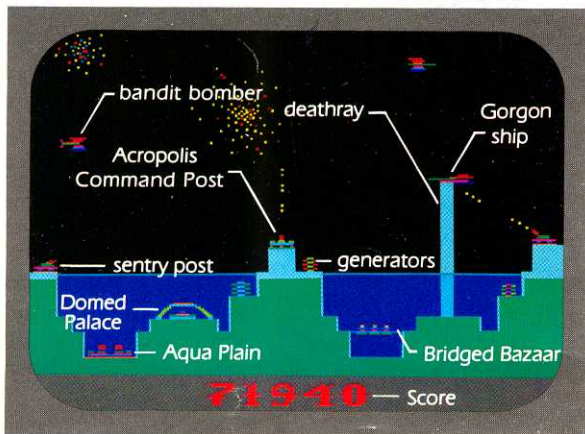 bandit bomber
deathray
Gorgon
ship
Acropolis
Command Post
sentry post
generators
Domed
Palace
Aqua Plain
Bridged Bazaar
71940 Score